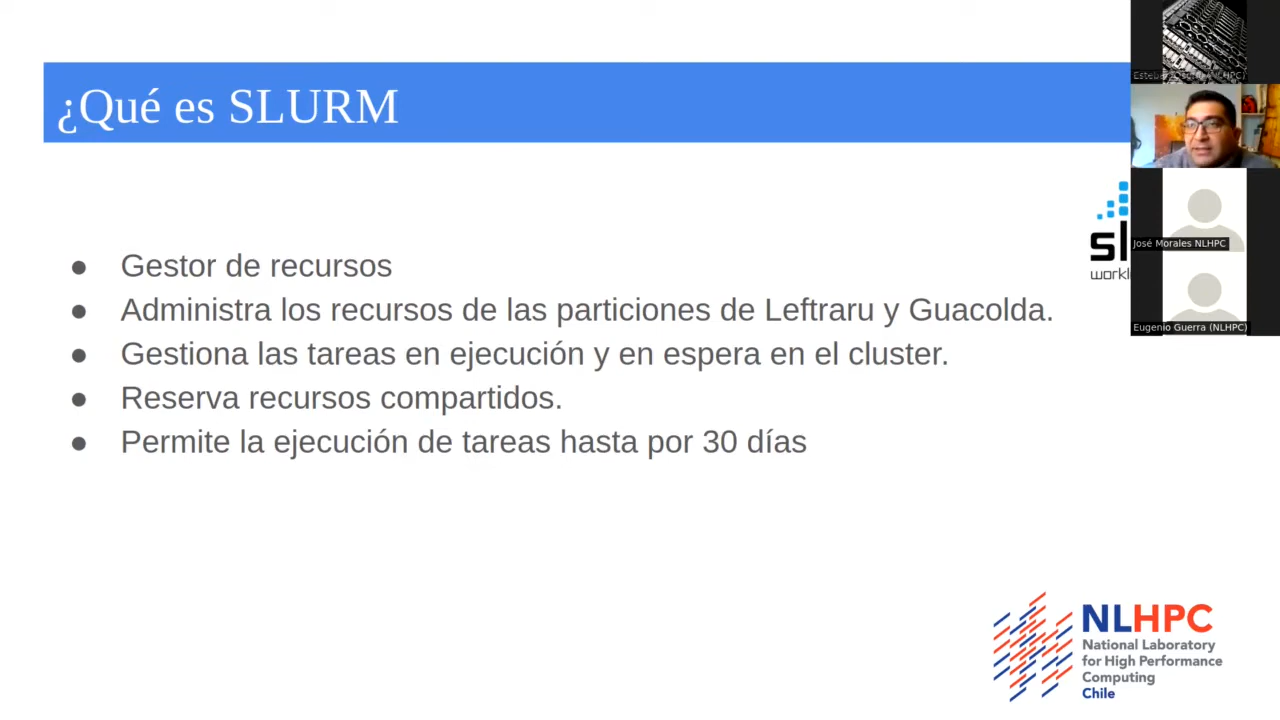 ¿Qué es SLURM
Gestor de recursos
Administra los recursos de las particiones de Leftraru y Guacolda.
Gestiona las tareas en ejecución y en espera en el cluster.
Reserva recursos compartidos.
Permite la ejecución de tareas hasta por 30 días
(NLHPC)
José Morales NLHPC
Eugenio Guerra (NLHPC)
NLHPC
National Laboratory
for High Performance
Computing
Chile